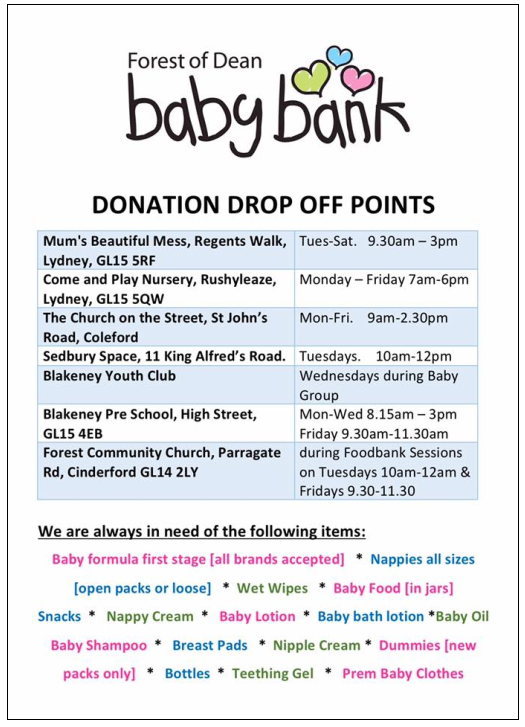 Forest of Dean
baby bank
DONATION DROP OFF POINTS
Mum's Beautiful Mess, Regents Walk, Tues-Sat. 9.30am – 3pm
Lydney, GL15 5RF
Come and Play Nursery, Rushyleaze, Monday – Friday 7am-6pm
Lydney, GL15 5QW
The Church on the Street, St John's Mon-Fri. 9am-2.30pm
Road, Coleford
Sedbury Space, 11 King Alfred's Road. Tuesdays. 10am-12pm
Blakeney Youth Club Wednesdays during Baby
Group
Blakeney Pre School, High Street, Mon-Wed 8.15am – 3pm
GL15 4EB Friday 9.30am-11.30am
Forest Community Church, Parragate during Foodbank Sessions
Rd, Cinderford GL14 2LY on Tuesdays 10am-12am &
Fridays 9.30-11.30
We are always in need of the following items:
Baby formula first stage [all brands accepted] * Nappies all sizes
[open packs or loose] * Wet Wipes * Baby Food [in jars]
Snacks * Nappy Cream * Baby Lotion * Baby bath lotion *Baby Oil
Baby Shampoo * Breast Pads * Nipple Cream * Dummies [new
packs only] * Bottles * Teething Gel * Prem Baby Clothes